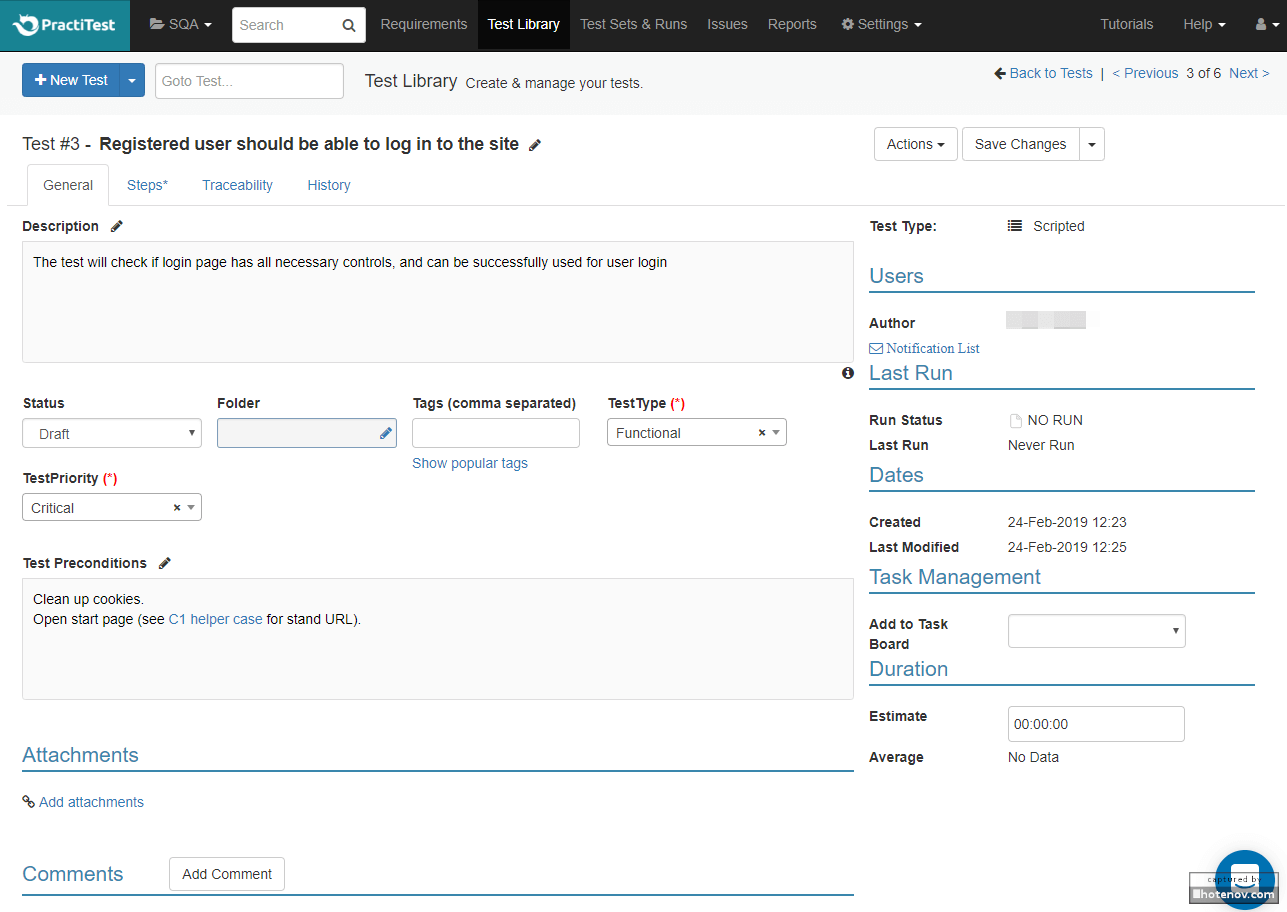 PractiTest
SQA
Search
Requirements
Test Library
Test Sets & Runs
Issues
Reports
Settings
Tutorials
Help
New Test
Goto Test...
Test Library Create & manage your tests.
Back to Tests | < Previous 3 of 6 Next >
Test #3 - Registered user should be able to log in to the site
Actions
Save Changes
General
Steps*
Traceability
History
Description
The test will check if login page has all necessary controls, and can be successfully used for user login
Status
Draft
Folder
Tags (comma separated)
Show popular tags
TestType (*)
Functional
TestPriority (*)
Critical
Test Preconditions
Clean up cookies.
Open start page (see C1 helper case for stand URL).
Attachments
Add attachments
Comments
Add Comment
Test Type:
Scripted
Users
Author
Notification List
Last Run
Run Status
NO RUN
Last Run
Never Run
Dates
Created
24-Feb-2019 12:23
Last Modified
24-Feb-2019 12:25
Task Management
Add to Task
Board
Duration
Estimate
00:00:00
Average
No Data
captured by
hotenov.com